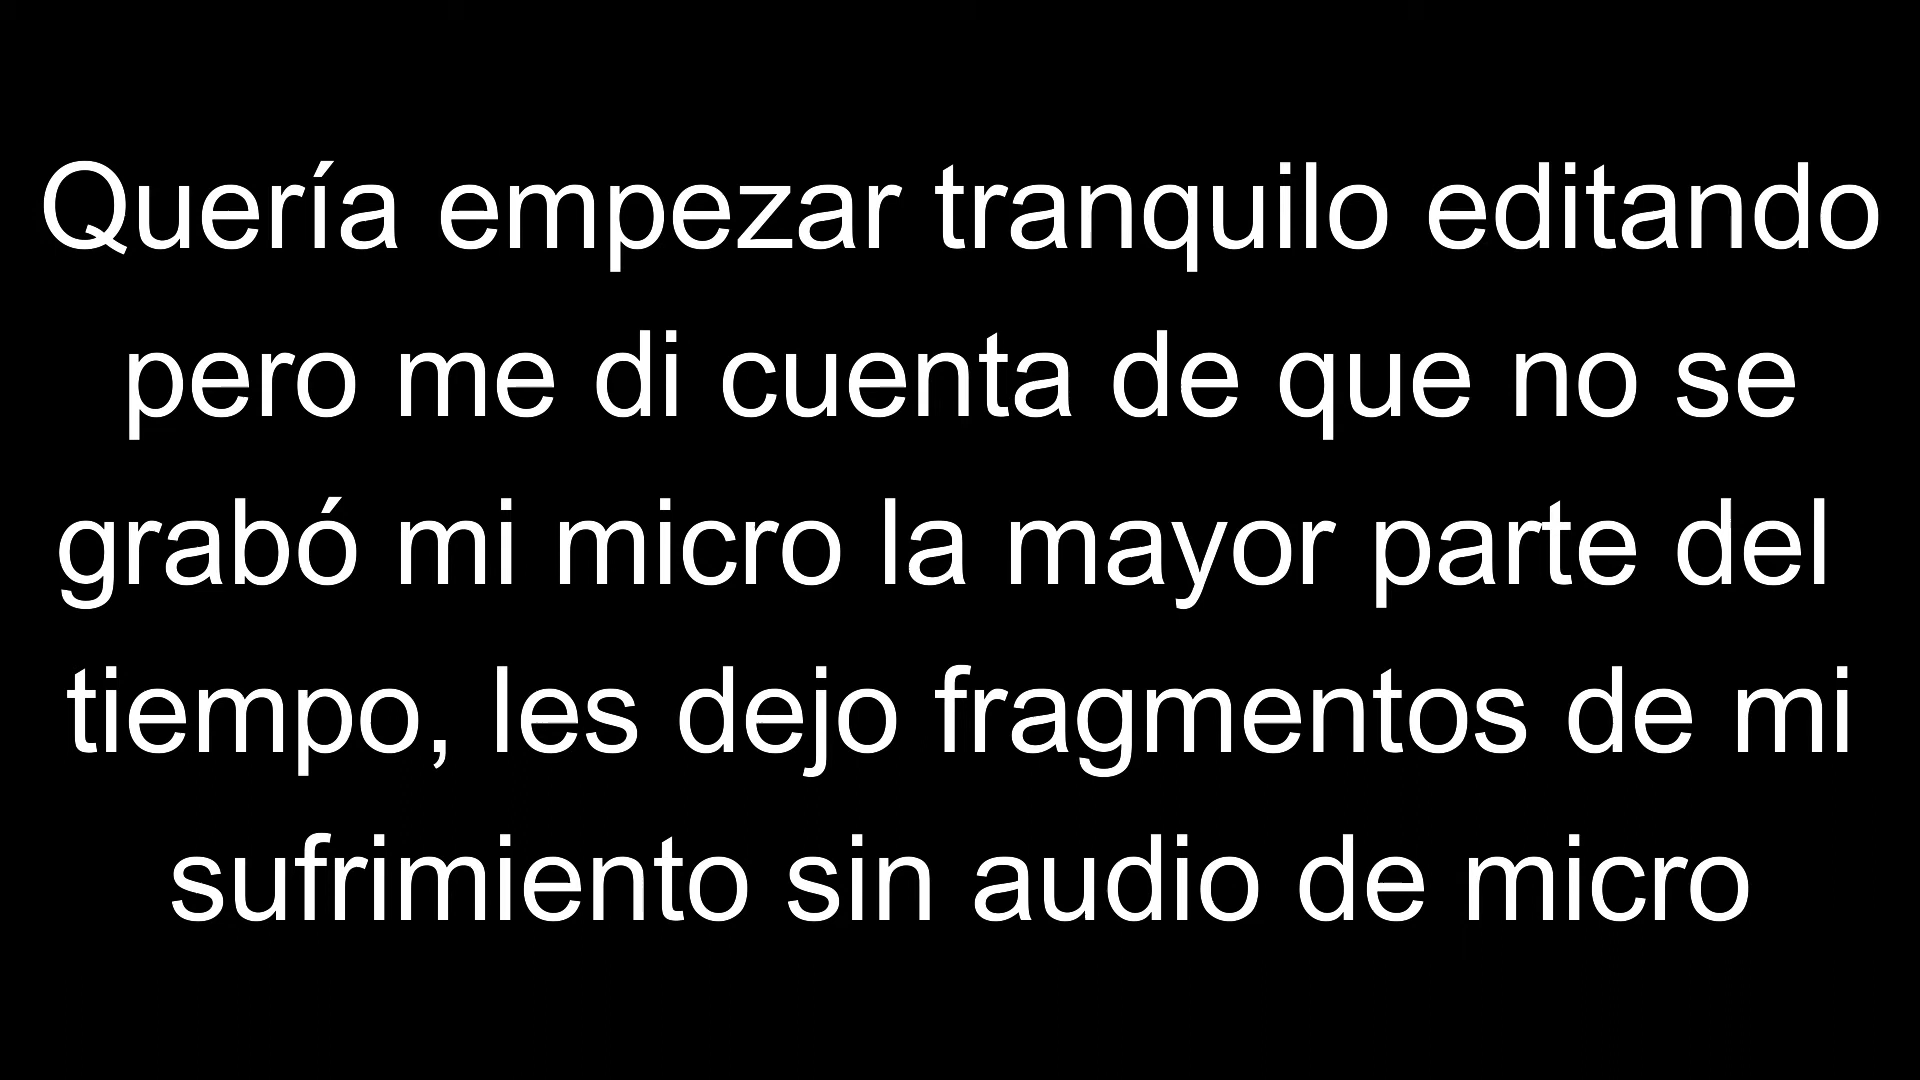 Quería empezar tranquilo editando
pero me di cuenta de que no se
grabó mi micro la mayor parte del
tiempo, les dejo fragmentos de mi
sufrimiento sin audio de micro